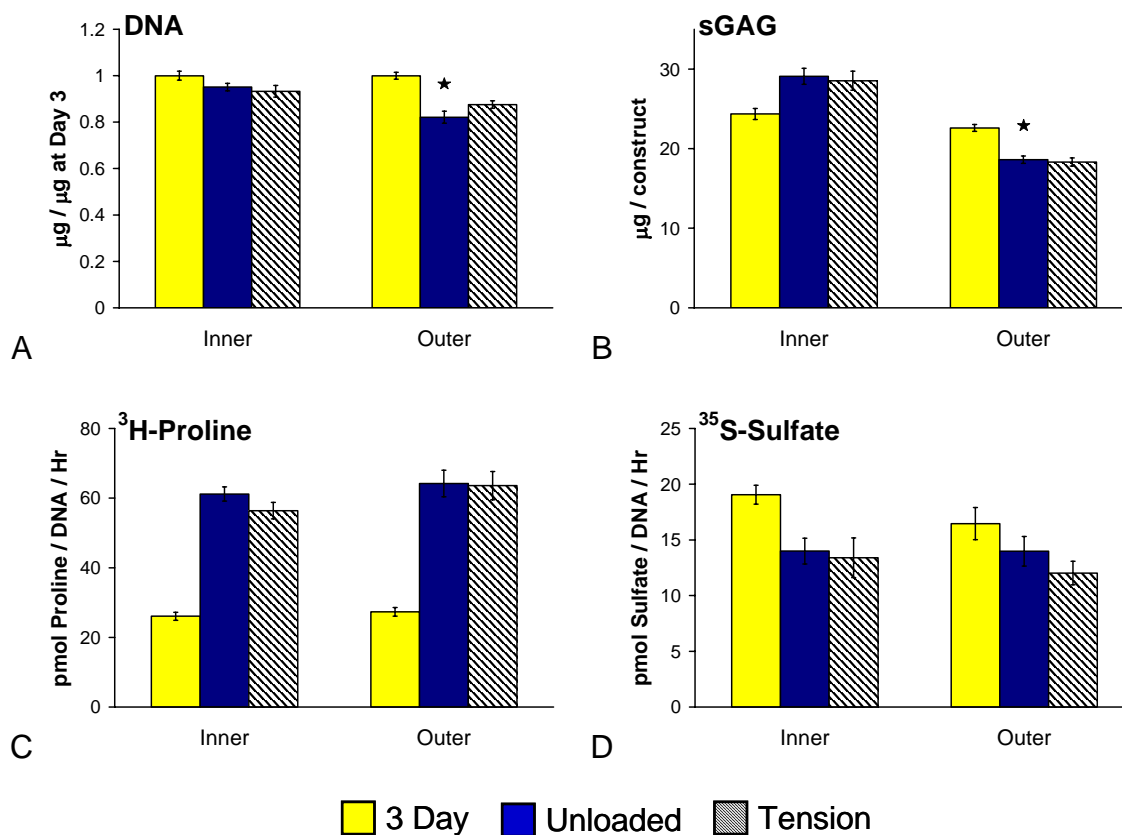 DNA
μg / μg at Day 3
1.2
1
0.8
0.6
0.4
0.2
0
Inner Outer
A
sGAG
μg / construct
30
20
10
0
Inner Outer
B
³H-Proline
pmol Proline / DNA / Hr
80
60
40
20
0
Inner Outer
C
³⁵S-Sulfate
pmol Sulfate / DNA / Hr
25
20
15
10
5
0
Inner Outer
D
3 Day Unloaded Tension